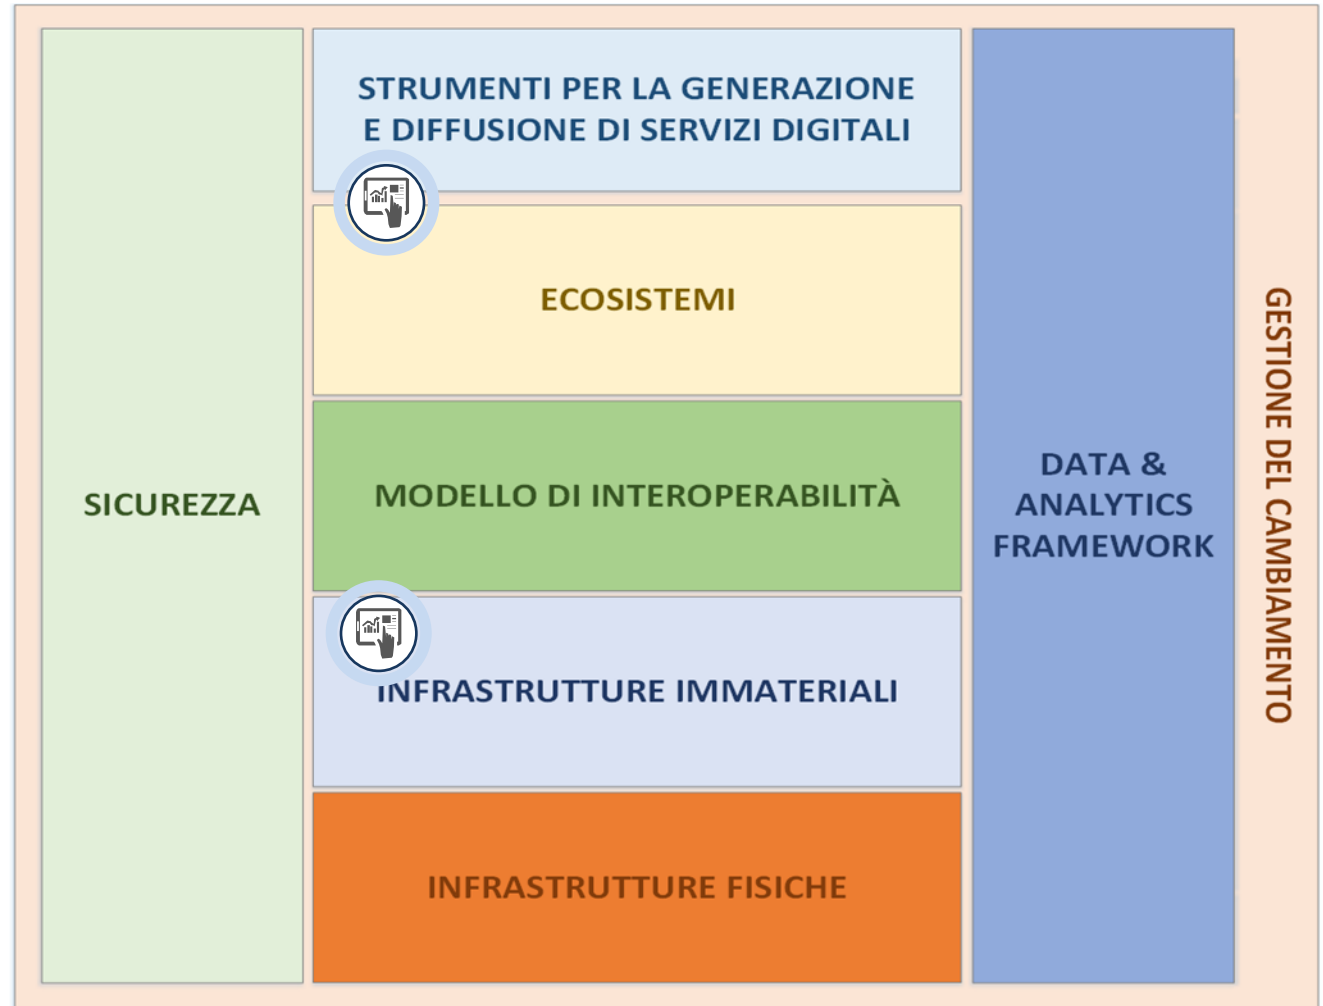 STRUMENTI PER LA GENERAZIONE
E DIFFUSIONE DI SERVIZI DIGITALI
ECOSISTEMI
SICUREZZA
MODELLO DI INTEROPERABILITÀ
DATA &
ANALYTICS
FRAMEWORK
GESTIONE DEL CAMBIAMENTO
INFRASTRUTTURE IMMATERIALI
INFRASTRUTTURE FISICHE